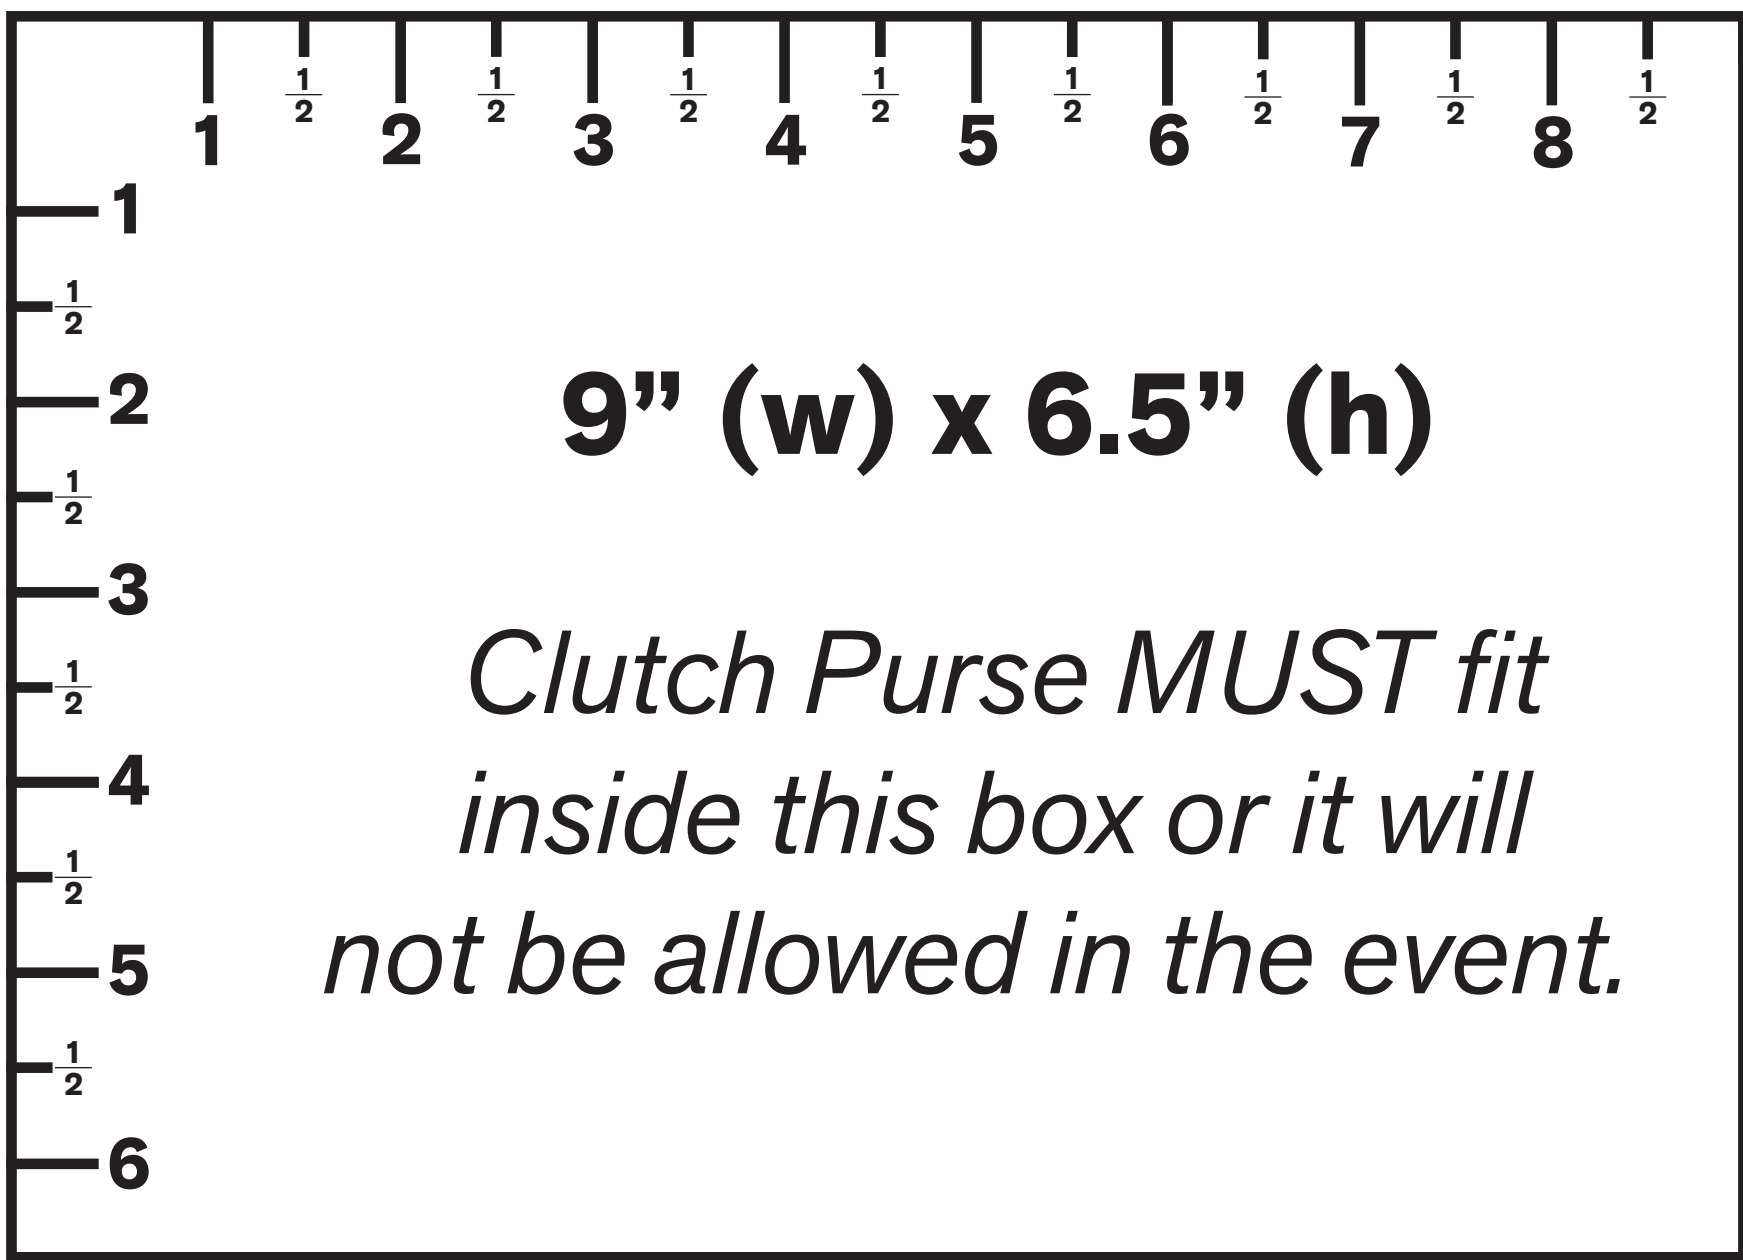 1 1/2 2 1/2 3 1/2 4 1/2 5 1/2 6 1/2 7 1/2 8 1/2
1
1/2
2
1/2
3
1/2
4
1/2
5
1/2
6
9” (w) x 6.5” (h)
Clutch Purse MUST fit
inside this box or it will
not be allowed in the event.